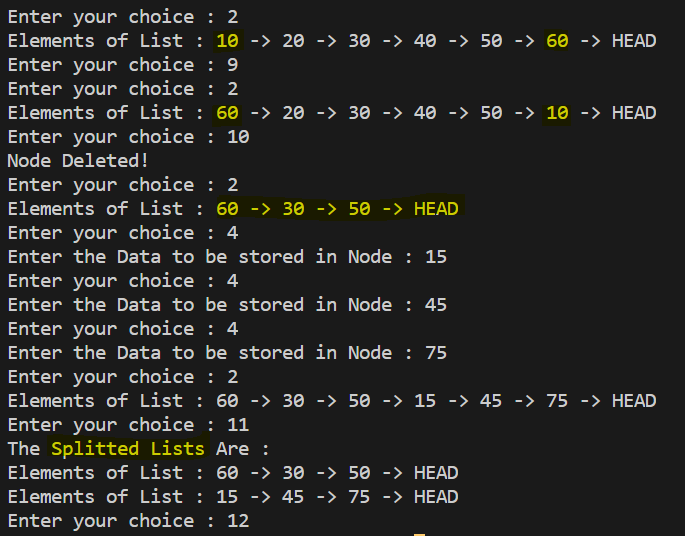 Enter your choice : 2
Elements of List : 10 -> 20 -> 30 -> 40 -> 50 -> 60 -> HEAD
Enter your choice : 9
Enter your choice : 2
Elements of List : 60 -> 20 -> 30 -> 40 -> 50 -> 10 -> HEAD
Enter your choice : 10
Node Deleted!
Enter your choice : 2
Elements of List : 60 -> 30 -> 50 -> HEAD
Enter your choice : 4
Enter the Data to be stored in Node : 15
Enter your choice : 4
Enter the Data to be stored in Node : 45
Enter your choice : 4
Enter the Data to be stored in Node : 75
Enter your choice : 2
Elements of List : 60 -> 30 -> 50 -> 15 -> 45 -> 75 -> HEAD
Enter your choice : 11
The Splitted Lists Are :
Elements of List : 60 -> 30 -> 50 -> HEAD
Elements of List : 15 -> 45 -> 75 -> HEAD
Enter your choice : 12